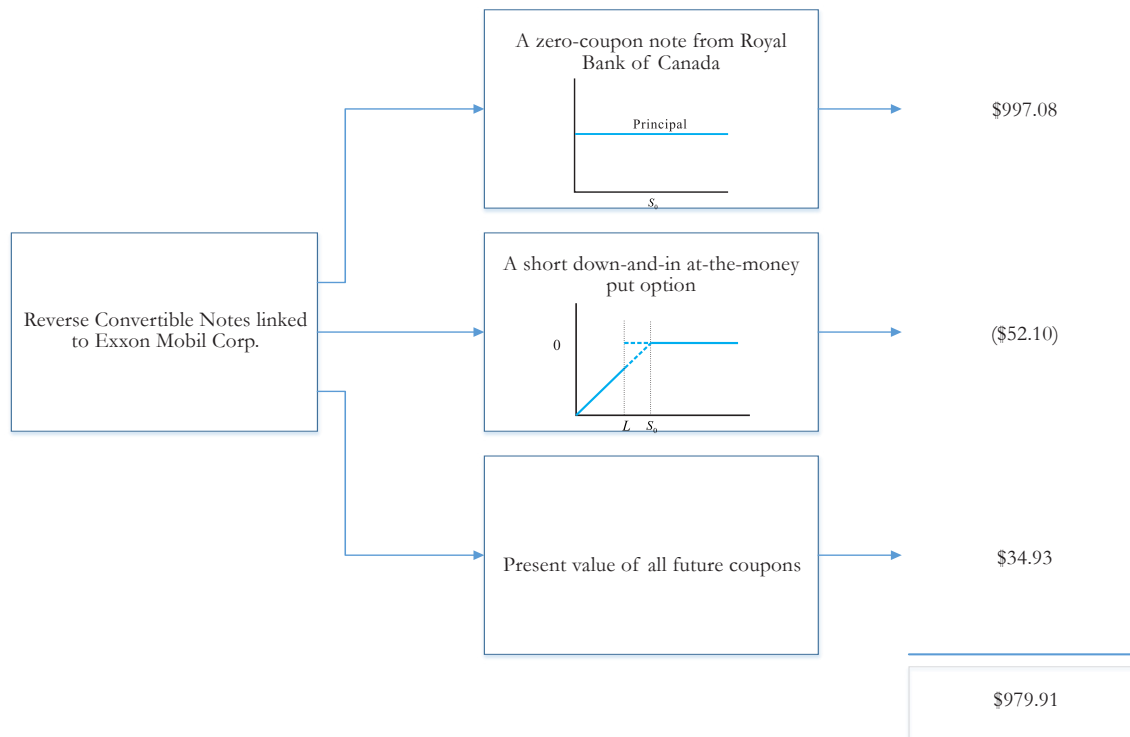 A zero-coupon note from Royal
Bank of Canada
Principal
S₀
$997.08
Reverse Convertible Notes linked
to Exxon Mobil Corp.
A short down-and-in at-the-money
put option
0
L S₀
($52.10)
Present value of all future coupons
$34.93
$979.91